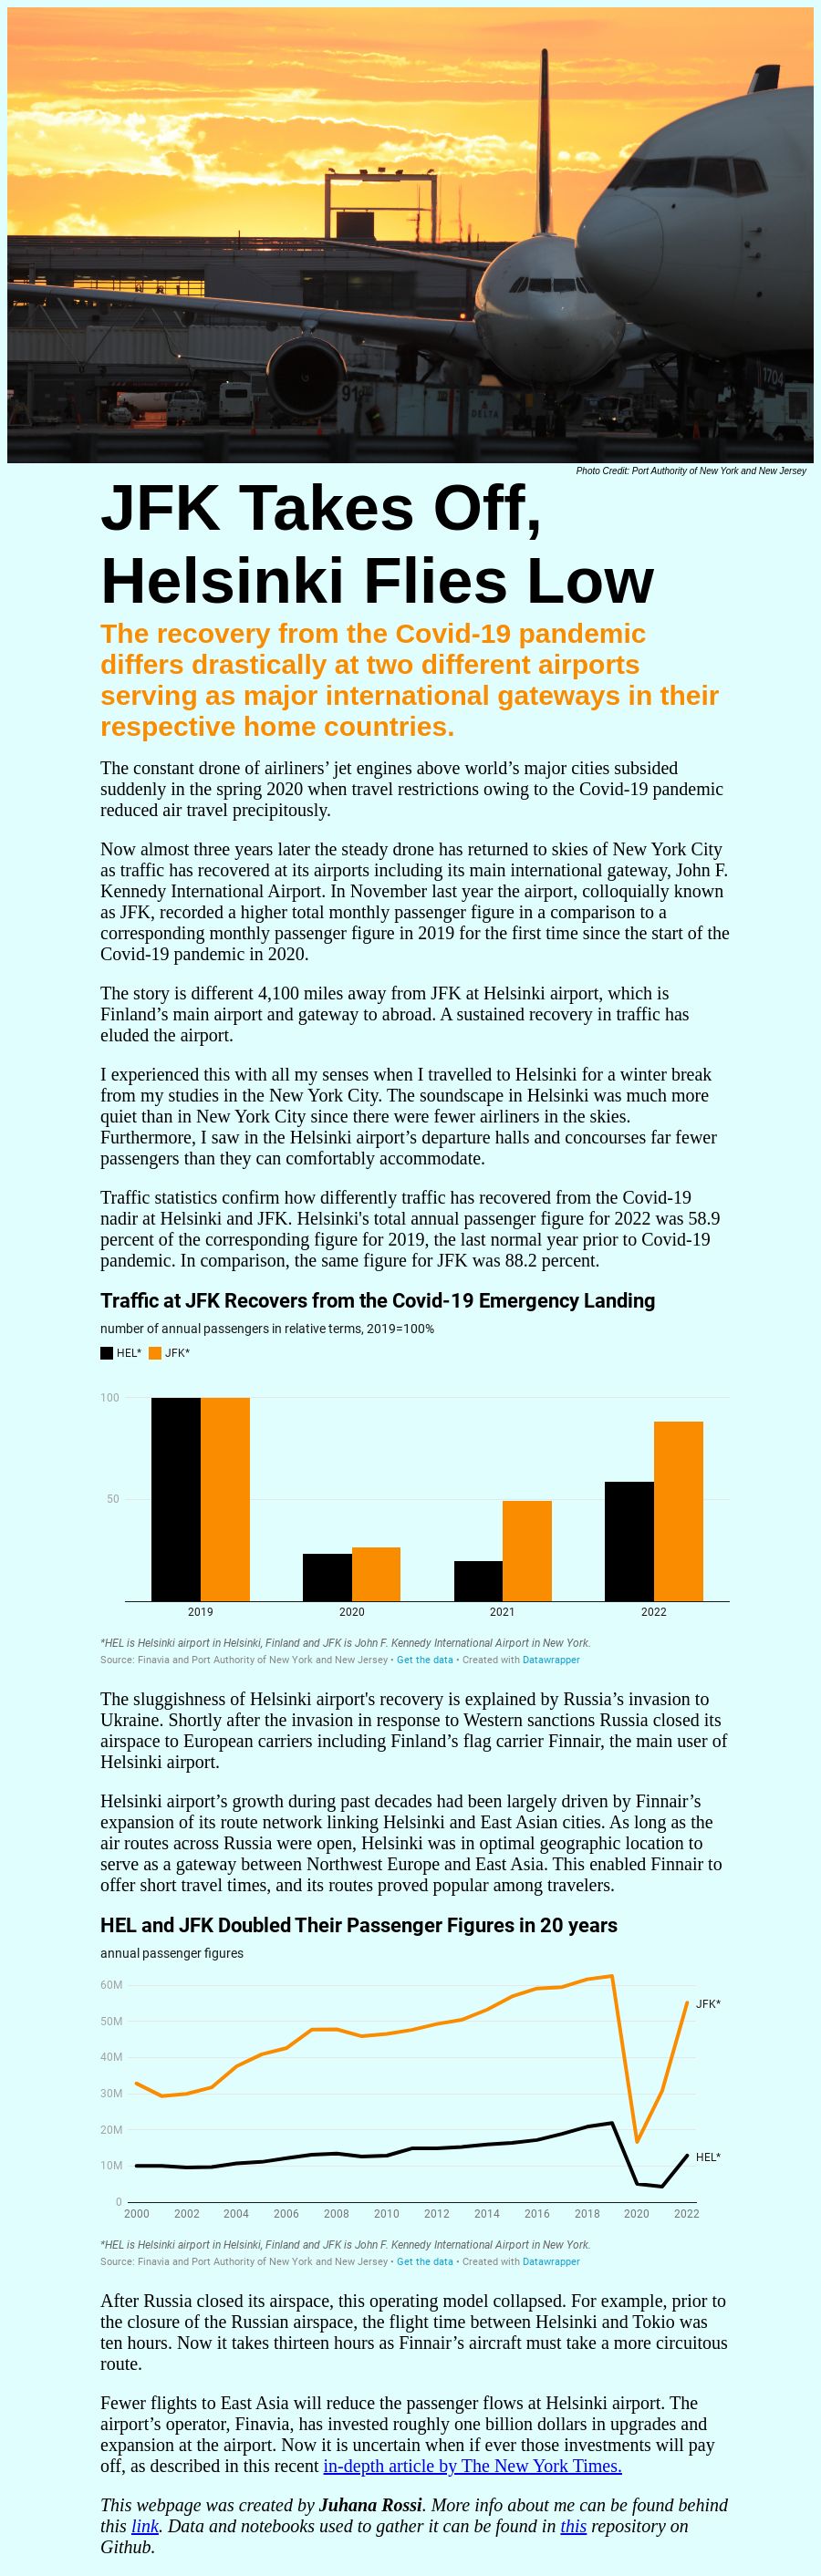 91
DELTA
1704
Photo Credit: Port Authority of New York and New Jersey
JFK Takes Off,
Helsinki Flies Low
The recovery from the Covid-19 pandemic
differs drastically at two different airports
serving as major international gateways in their
respective home countries.
The constant drone of airliners’ jet engines above world’s major cities subsided
suddenly in the spring 2020 when travel restrictions owing to the Covid-19 pandemic
reduced air travel precipitously.
Now almost three years later the steady drone has returned to skies of New York City
as traffic has recovered at its airports including its main international gateway, John F.
Kennedy International Airport. In November last year the airport, colloquially known
as JFK, recorded a higher total monthly passenger figure in a comparison to a
corresponding monthly passenger figure in 2019 for the first time since the start of the
Covid-19 pandemic in 2020.
The story is different 4,100 miles away from JFK at Helsinki airport, which is
Finland’s main airport and gateway to abroad. A sustained recovery in traffic has
eluded the airport.
I experienced this with all my senses when I travelled to Helsinki for a winter break
from my studies in the New York City. The soundscape in Helsinki was much more
quiet than in New York City since there were fewer airliners in the skies.
Furthermore, I saw in the Helsinki airport’s departure halls and concourses far fewer
passengers than they can comfortably accommodate.
Traffic statistics confirm how differently traffic has recovered from the Covid-19
nadir at Helsinki and JFK. Helsinki's total annual passenger figure for 2022 was 58.9
percent of the corresponding figure for 2019, the last normal year prior to Covid-19
pandemic. In comparison, the same figure for JFK was 88.2 percent.
Traffic at JFK Recovers from the Covid-19 Emergency Landing
number of annual passengers in relative terms, 2019=100%
HEL* JFK*
100
50
2019 2020 2021 2022
*HEL is Helsinki airport in Helsinki, Finland and JFK is John F. Kennedy International Airport in New York.
Source: Finavia and Port Authority of New York and New Jersey • Get the data • Created with Datawrapper
The sluggishness of Helsinki airport's recovery is explained by Russia’s invasion to
Ukraine. Shortly after the invasion in response to Western sanctions Russia closed its
airspace to European carriers including Finland’s flag carrier Finnair, the main user of
Helsinki airport.
Helsinki airport’s growth during past decades had been largely driven by Finnair’s
expansion of its route network linking Helsinki and East Asian cities. As long as the
air routes across Russia were open, Helsinki was in optimal geographic location to
serve as a gateway between Northwest Europe and East Asia. This enabled Finnair to
offer short travel times, and its routes proved popular among travelers.
HEL and JFK Doubled Their Passenger Figures in 20 years
annual passenger figures
60M
JFK*
50M
40M
30M
20M
HEL*
10M
0
2000 2002 2004 2006 2008 2010 2012 2014 2016 2018 2020 2022
*HEL is Helsinki airport in Helsinki, Finland and JFK is John F. Kennedy International Airport in New York.
Source: Finavia and Port Authority of New York and New Jersey • Get the data • Created with Datawrapper
After Russia closed its airspace, this operating model collapsed. For example, prior to
the closure of the Russian airspace, the flight time between Helsinki and Tokio was
ten hours. Now it takes thirteen hours as Finnair’s aircraft must take a more circuitous
route.
Fewer flights to East Asia will reduce the passenger flows at Helsinki airport. The
airport’s operator, Finavia, has invested roughly one billion dollars in upgrades and
expansion at the airport. Now it is uncertain when if ever those investments will pay
off, as described in this recent in-depth article by The New York Times.
This webpage was created by Juhana Rossi. More info about me can be found behind
this link. Data and notebooks used to gather it can be found in this repository on
Github.